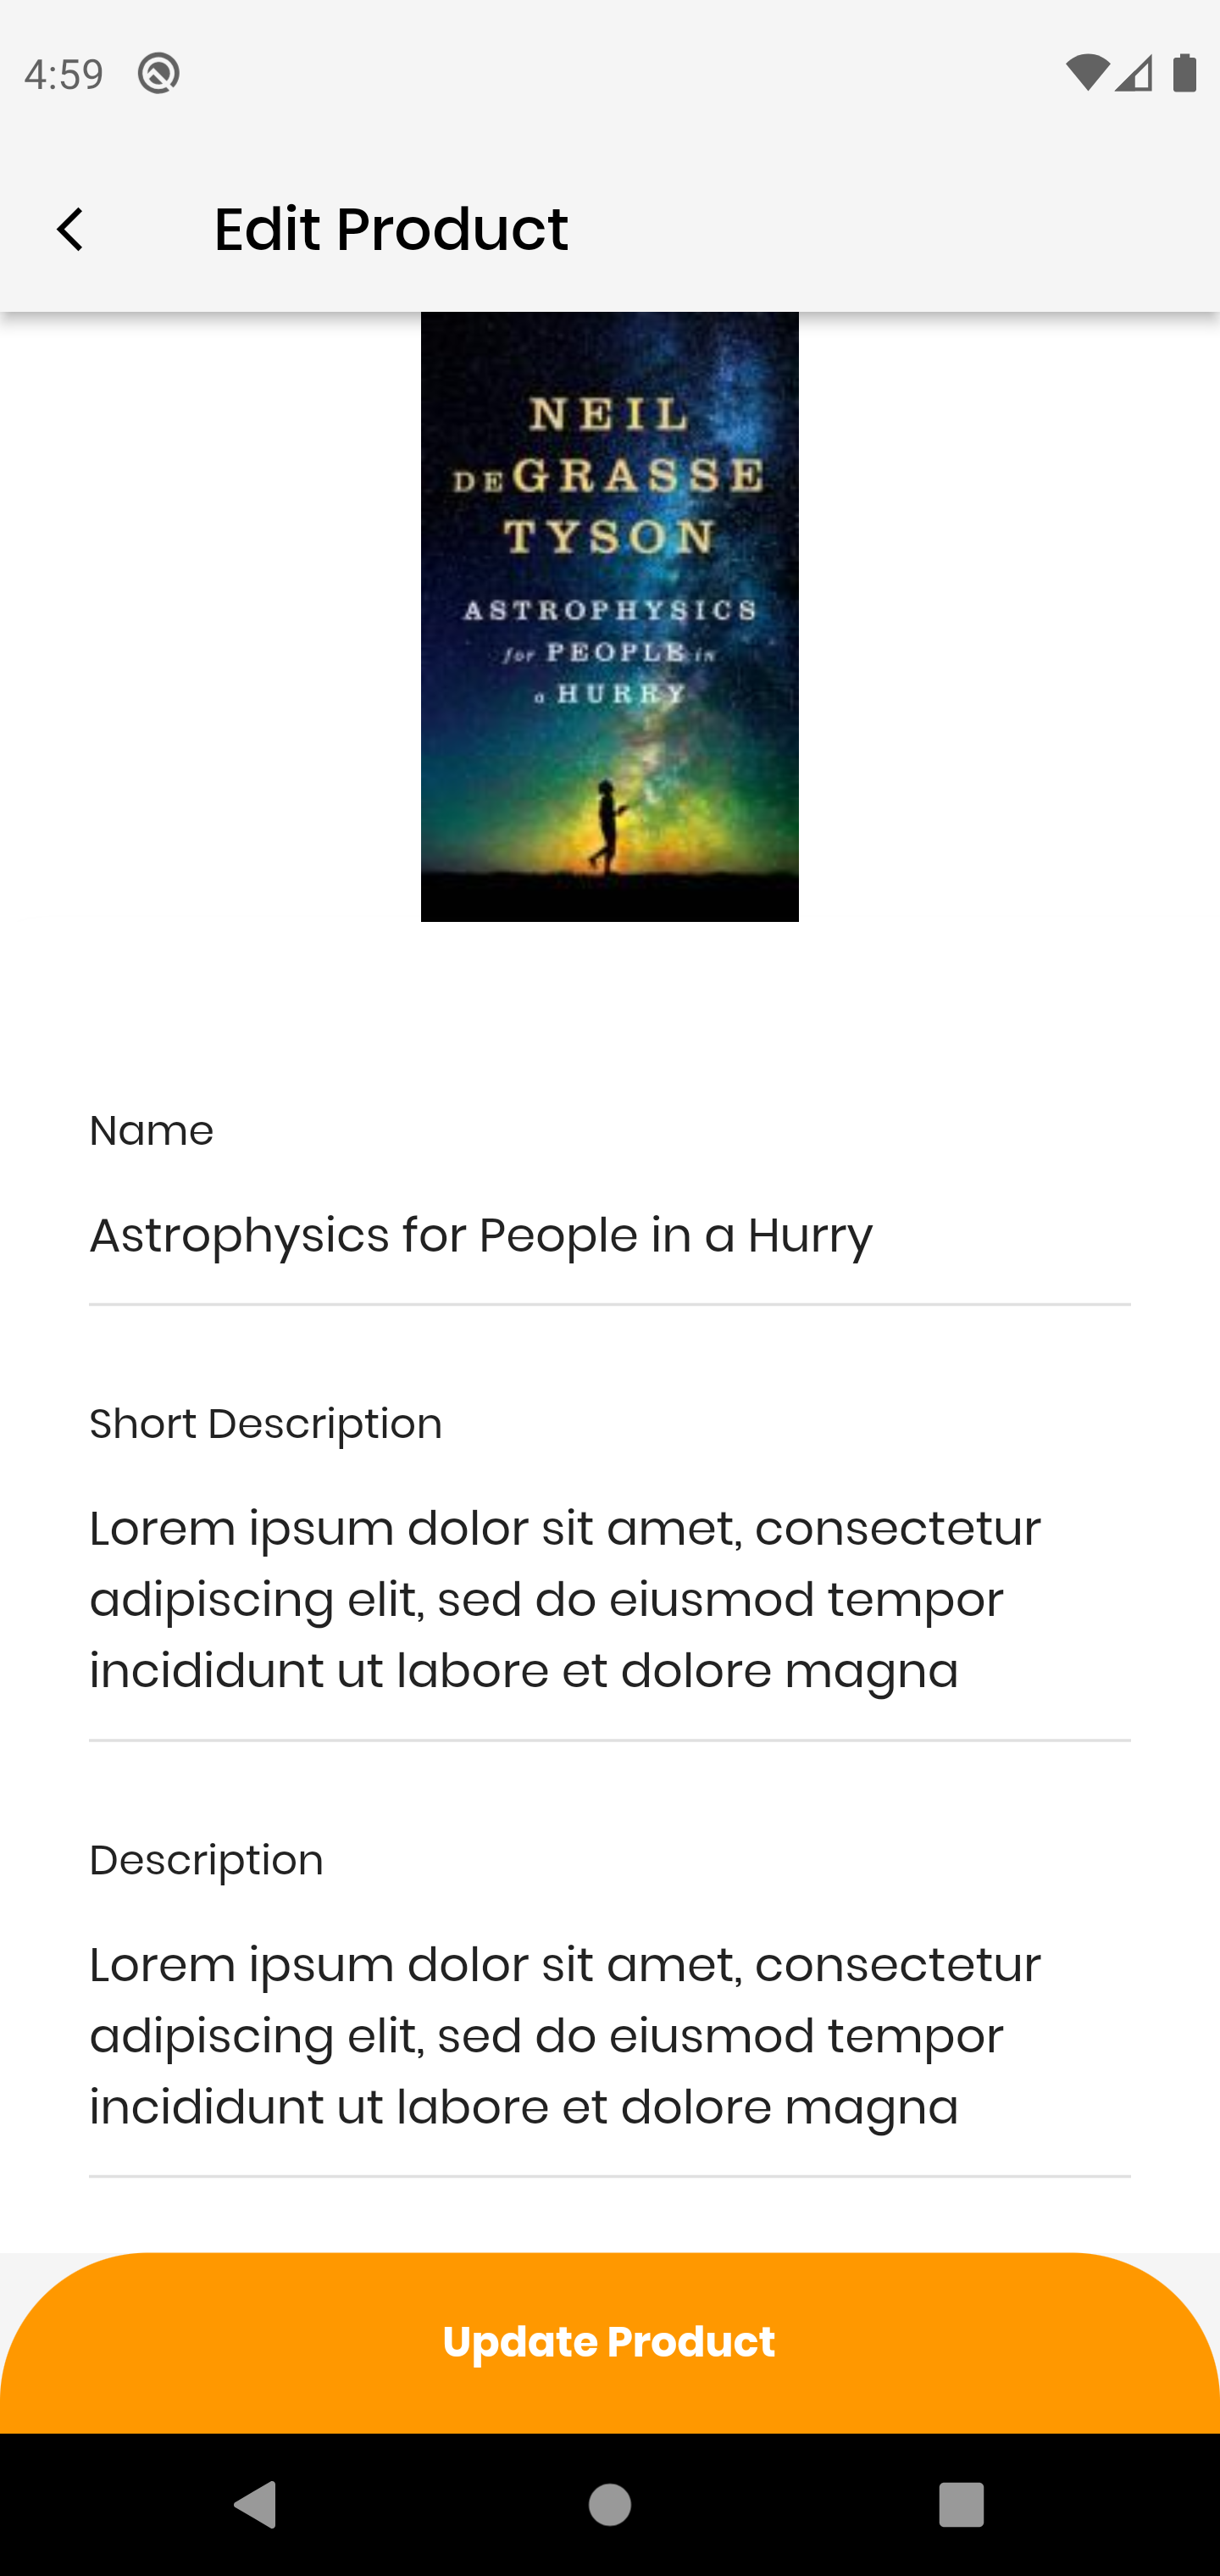 4:59
Edit Product
NEIL
DEGRASSE
TYSON
ASTROPHYSICS
for PEOPLE in
a HURRY
Name
Astrophysics for People in a Hurry
Short Description
Lorem ipsum dolor sit amet, consectetur
adipiscing elit, sed do eiusmod tempor
incididunt ut labore et dolore magna
Description
Lorem ipsum dolor sit amet, consectetur
adipiscing elit, sed do eiusmod tempor
incididunt ut labore et dolore magna
Update Product